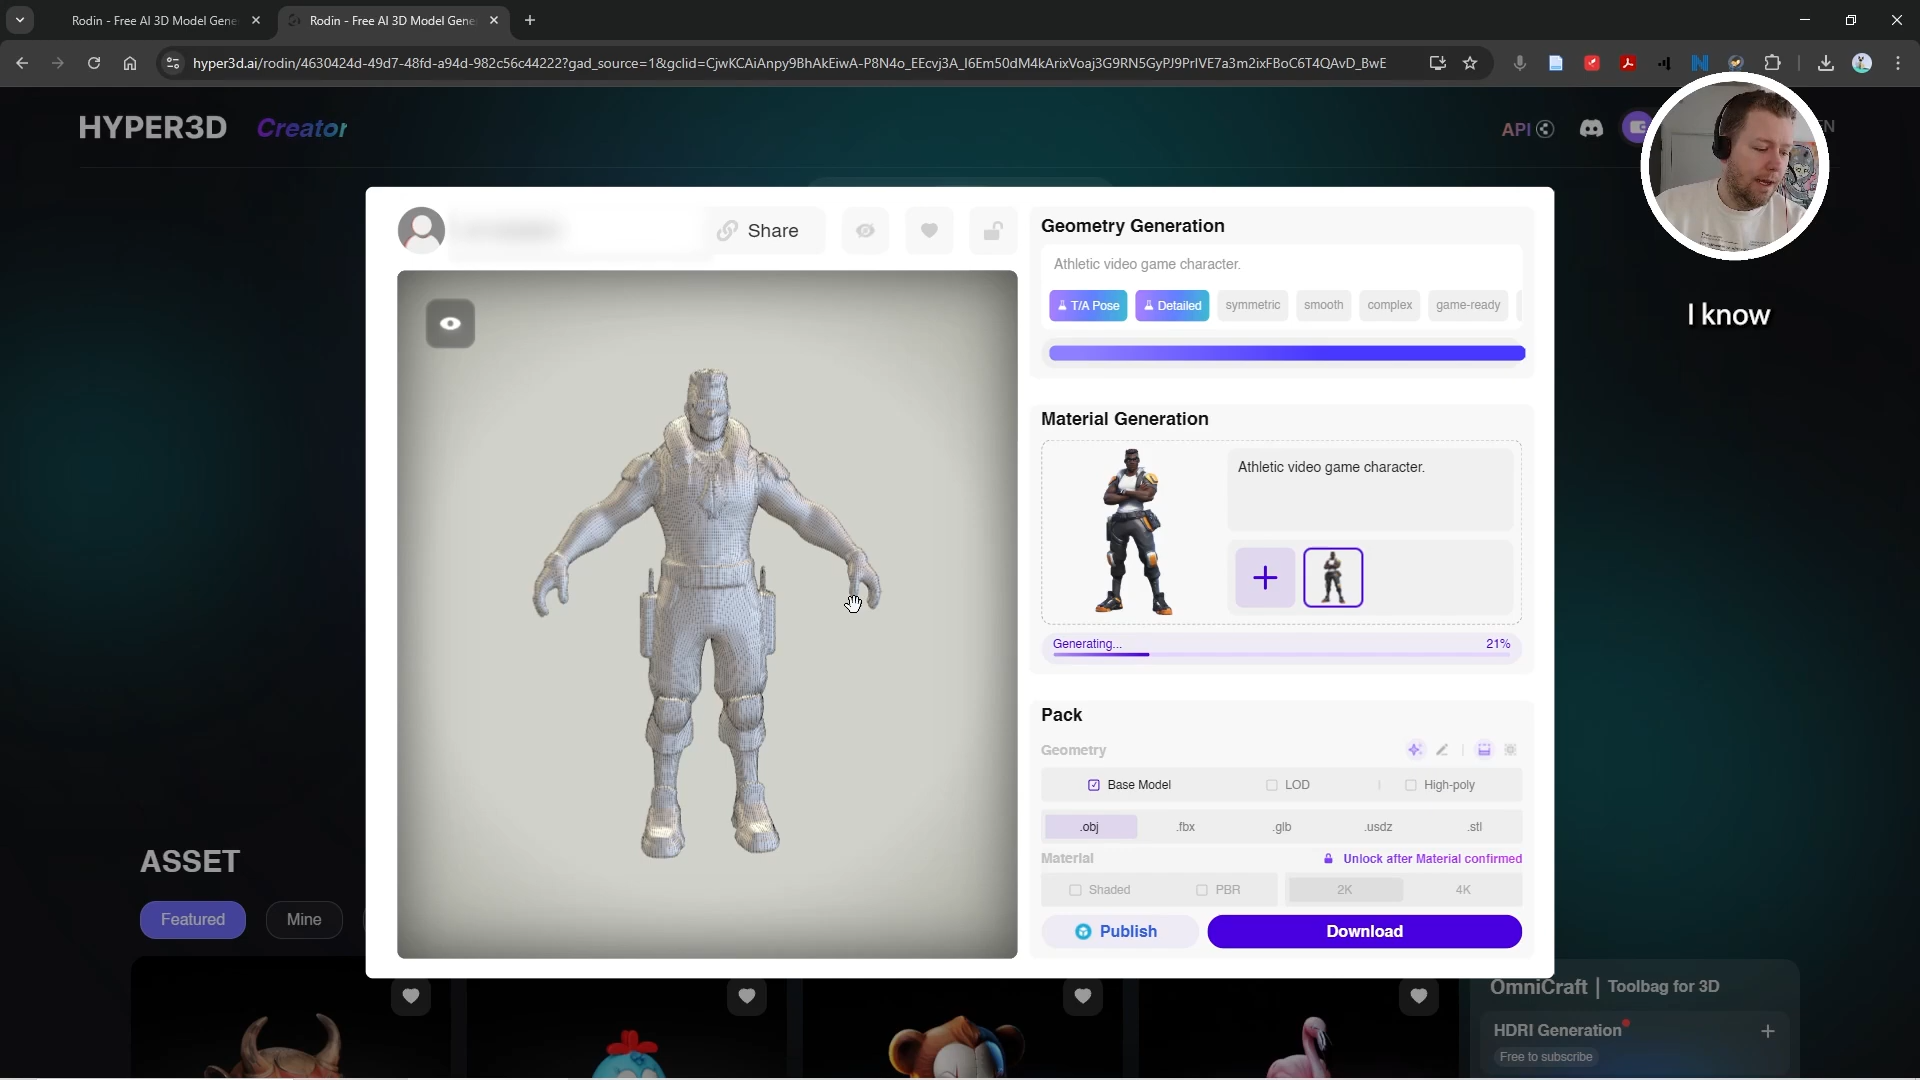 Rodin - Free AI 3D Model Gene
Rodin - Free AI 3D Model Gene
hyper3d.ai/rodin/4630424d-49d7-48fd-a94d-982c56c44222?gad_source=1&gclid=CjwKCAiAnpy9BhAkEiwA-P8N4o_EEcvj3A_I6Em50dM4kArixVoaj3G9RN5GyPJ9PrIVE7a3m2ixFBoC6T4QAvD_BwE
HYPER3D Creator
API
EN
Share
I know
Geometry Generation
Athletic video game character.
T/A Pose
Detailed
symmetric
smooth
complex
game-ready
Material Generation
Athletic video game character.
Generating...
21%
Pack
Geometry
Base Model
LOD
High-poly
.obj
.fbx
.glb
.usdz
.stl
Material
Unlock after Material confirmed
Shaded
PBR
2K
4K
Publish
Download
ASSET
Featured
Mine
OmniCraft | Toolbag for 3D
HDRI Generation
Free to subscribe